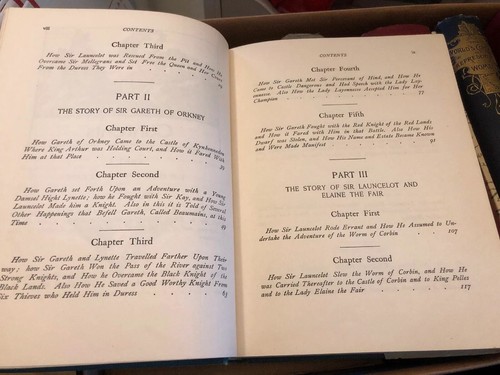 viii CONTENTS
Chapter Third
How Sir Launcelot was Rescued From the Pit and How He
Overcame Sir Mellegrans and Set Free the Queen and Her Court
From the Duress They Were in
PART II
THE STORY OF SIR GARETH OF ORKNEY
Chapter First
How Gareth of Orkney Came to the Castle of Kynkennedon
Where King Arthur was Holding Court, and How it Fared With
Him at that Place
Chapter Second
How Gareth set Forth Upon an Adventure with a Young
Damsel Hight Lynette; how he Fought with Sir Kay, and How Sir
Launcelot Made him a Knight. Also in this it is Told of Several
Other Happenings that Befell Gareth, Called Beaumains, at this
Time
Chapter Third
How Sir Gareth and Lynette Travelled Farther Upon Their
way; how Sir Gareth Won the Pass of the River against Two
Strong Knights, and How he Overcome the Black Knight of the
Black Lands. Also How He Saved a Good Worthy Knight From
Six Thieves who Held Him in Duress . . . . . 63
CONTENTS
Chapter Fourth
How Sir Gareth Met Sir Percevant of Hind, and How He
Came to Castle Dangerous and Had Speech with the Lady Layo-
nesse. Also How the Lady Layonnesse Accepted Him for Her
Champion . . . . . . . . 77
Chapter Fifth
How Sir Gareth Fought with the Red Knight of the Red Lands
and How it Fared with Him in that Battle. Also How His
Dwarf was Stolen, and How His Name and Estate Became Known
and Were Made Manifest . . . . . 91
PART III
THE STORY OF SIR LAUNCELOT AND
ELAINE THE FAIR
Chapter First
How Sir Launcelot Rode Errant and How He Assumed to Un-
dertake the Adventure of the Worm of Corbin . . 107
Chapter Second
How Sir Launcelot Slew the Worm of Corbin, and How He
was Carried Thereafter to the Castle of Corbin and to King Pelles
and to the Lady Elaine the Fair . . . . . 117